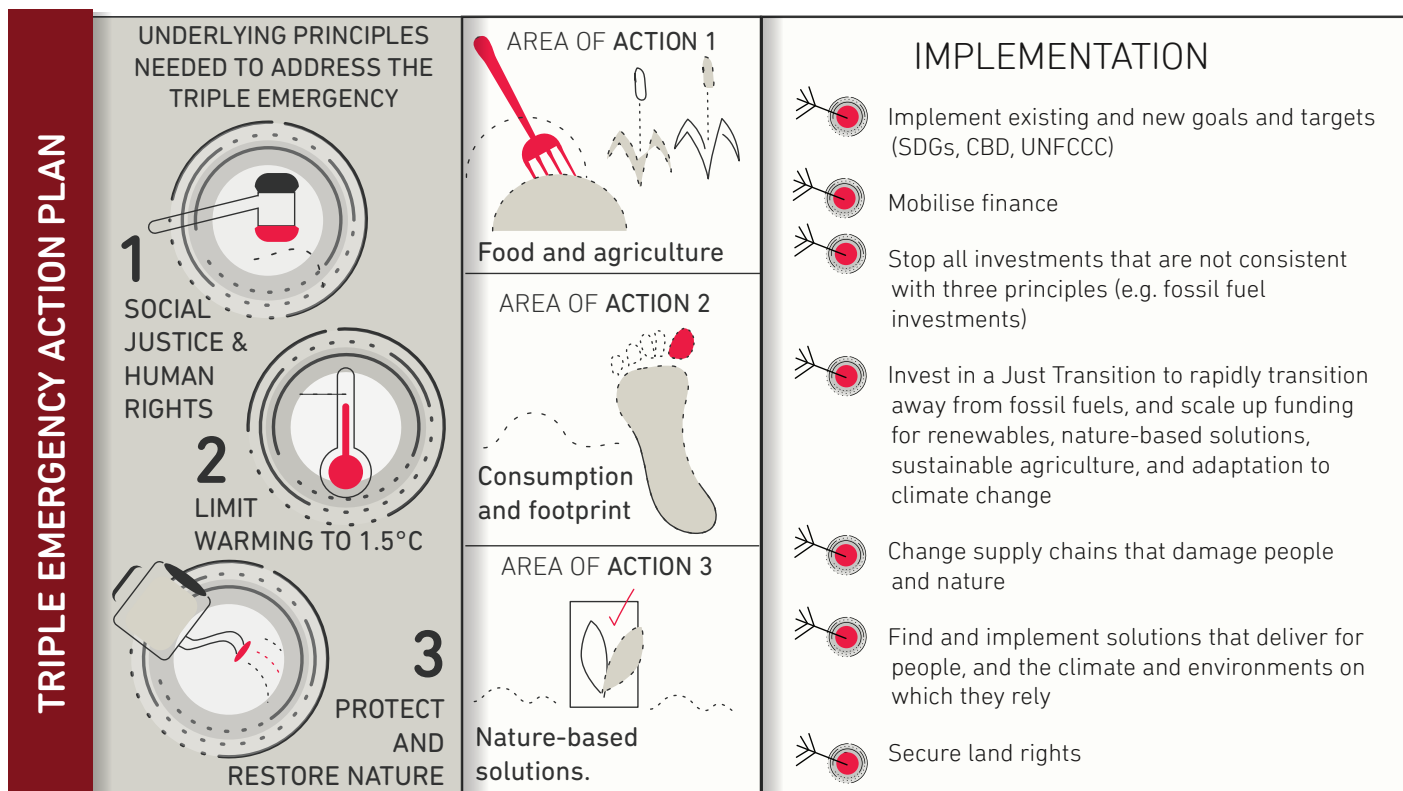 TRIPLE EMERGENCY ACTION PLAN
UNDERLYING PRINCIPLES
NEEDED TO ADDRESS THE
TRIPLE EMERGENCY
1
SOCIAL
JUSTICE &
HUMAN
RIGHTS
2
LIMIT
WARMING TO 1.5°C
3
PROTECT
AND
RESTORE NATURE
AREA OF ACTION 1
Food and agriculture
AREA OF ACTION 2
Consumption
and footprint
AREA OF ACTION 3
Nature-based
solutions.
IMPLEMENTATION
Implement existing and new goals and targets
(SDGs, CBD, UNFCCC)
Mobilise finance
Stop all investments that are not consistent
with three principles (e.g. fossil fuel
investments)
Invest in a Just Transition to rapidly transition
away from fossil fuels, and scale up funding
for renewables, nature-based solutions,
sustainable agriculture, and adaptation to
climate change
Change supply chains that damage people
and nature
Find and implement solutions that deliver for
people, and the climate and environments on
which they rely
Secure land rights